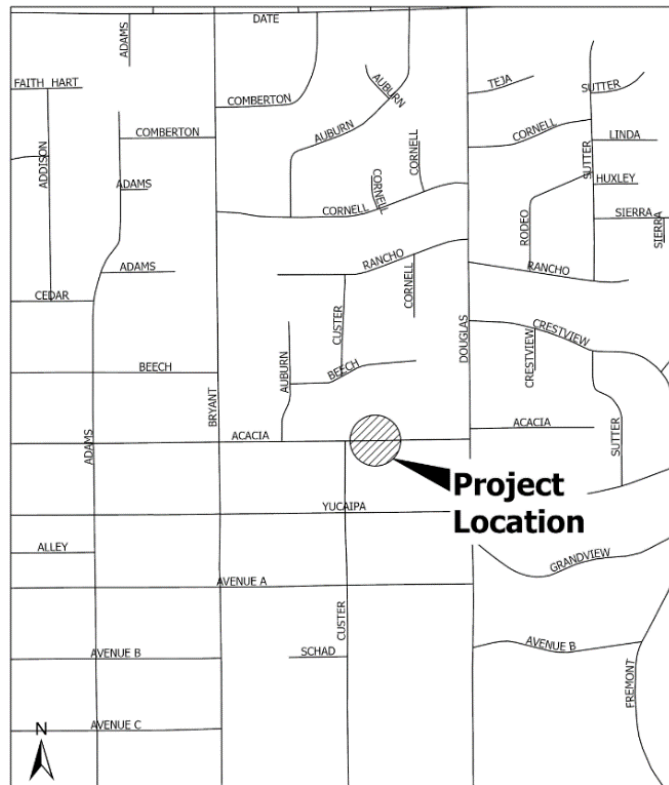 DATE
ADAMS
FAITH HART
COMBERTON
AUBURN
TEJA
SUTTER
COMBERTON
AUBURN
CORNELL
LINDA
ADDISON
CORNELL
SUTTER
ADAMS
CORNELL
HUXLEY
CORNELL
RODEO
SIERRA
SIERRA
ADAMS
RANCHO
RANCHO
CEDAR
CORNELL
CUSTER
DOUGLAS
CRESTVIEW
BEECH
AUBURN
BEECH
CRESTVIEW
BRYANT
ADAMS
ACACIA
ACACIA
SUTTER
Project
Location
YUCAIPA
ALLEY
GRANDVIEW
AVENUE A
CUSTER
AVENUE B
SCHAD
AVENUE B
FREMONT
AVENUE C
N